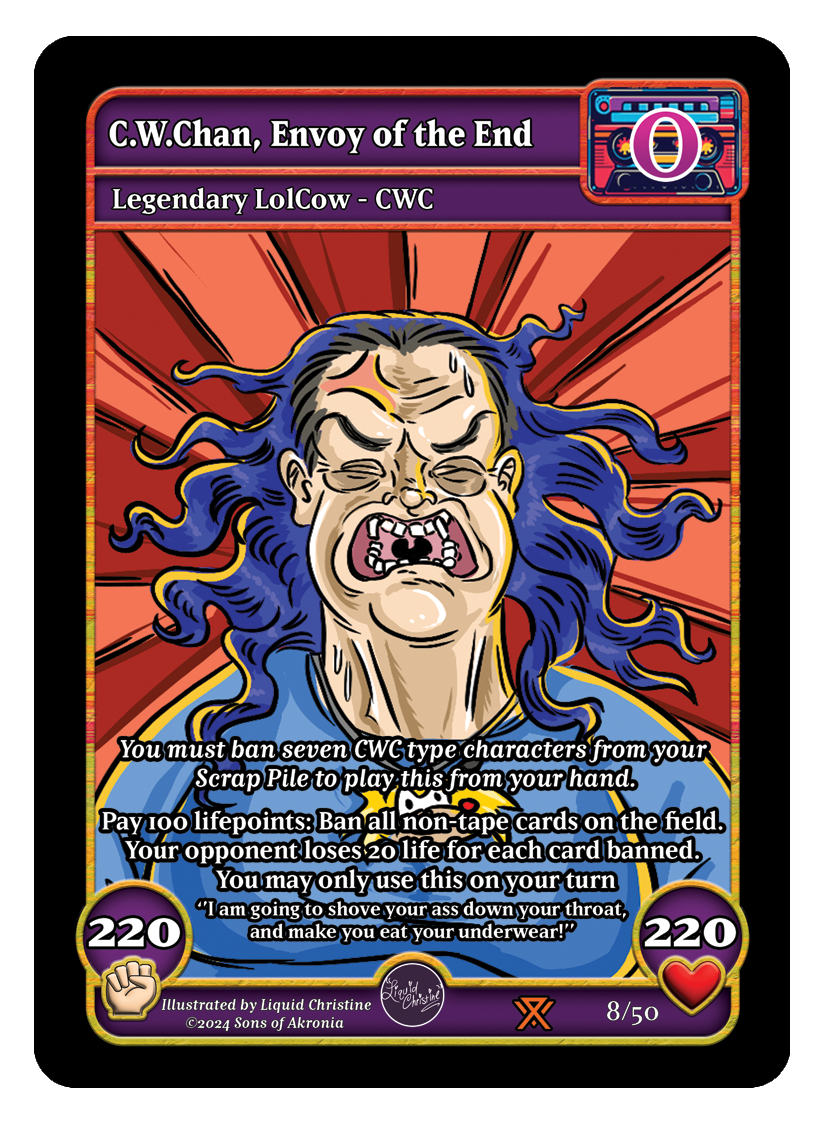 C.W.Chan, Envoy of the End
0
Legendary LolCow - CWC
You must ban seven CWC type characters from your
Scrap Pile to play this from your hand.
Pay 100 lifepoints: Ban all non-tape cards on the field.
Your opponent loses 20 life for each card banned.
You may only use this on your turn
"I am going to shove your ass down your throat,
and make you eat your underwear!"
220
220
Illustrated by Liquid Christine
©2024 Sons of Akronia
Liquid
Christine
8/50